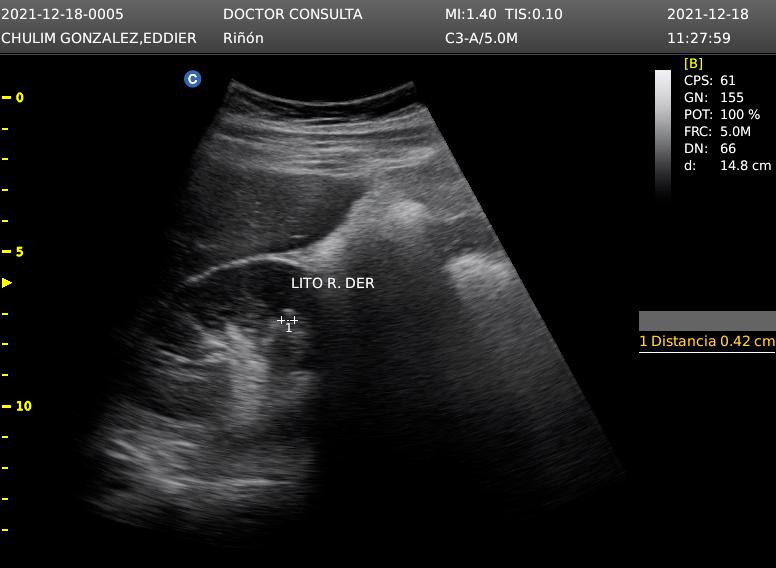 2021-12-18-0005 DOCTOR CONSULTA MI:1.40 TIS:0.10 2021-12-18
CHULIM GONZALEZ,EDDIER Riñón C3-A/5.0M 11:27:59
C
[B]
CPS: 61
GN: 155
POT: 100 %
FRC: 5.0M
DN: 66
d: 14.8 cm
0
5
10
LITO R. DER
1
1 Distancia 0.42 cm